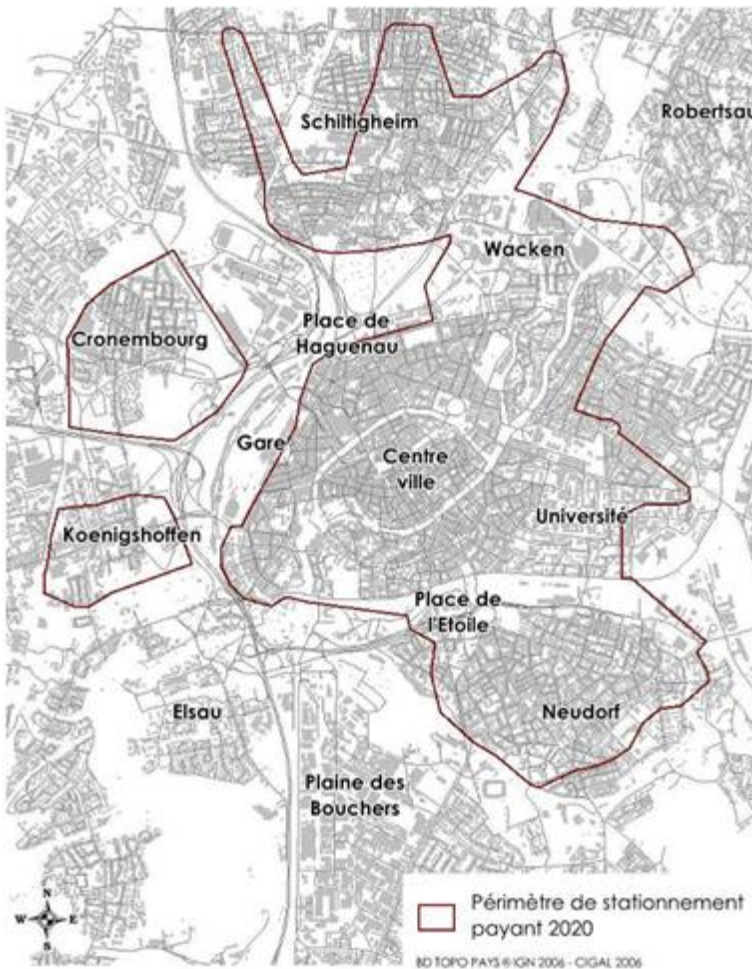 Schiltigheim
Robertsau
Wacken
Place de
Haguenau
Cronembourg
Gare
Centre
ville
Université
Koenigshoffen
Place de
l'Etoile
Elsau
Neudorf
Plaine des
Bouchers
N
W E
S
Périmètre de stationnement
payant 2020
BD TOPO PAYS ® IGN 2006 - CIGAL 2006